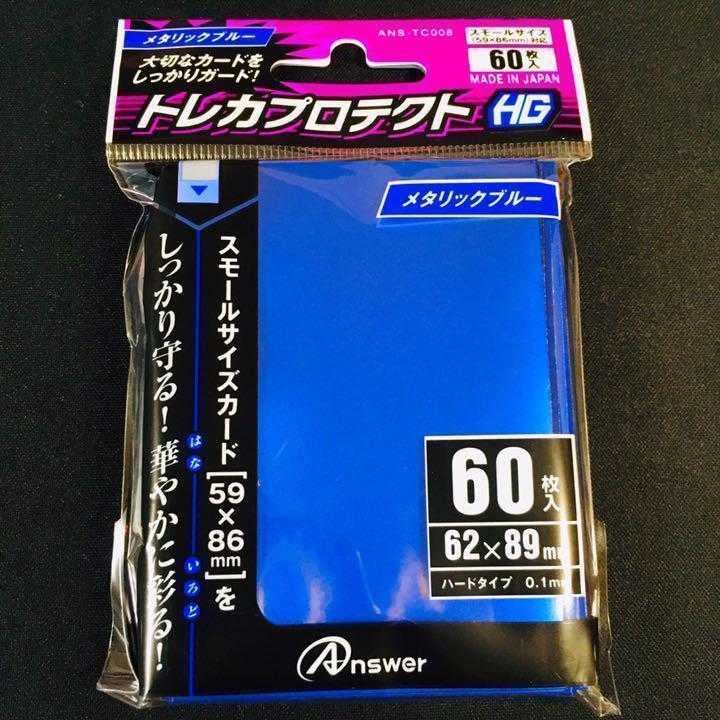 メタリックブルー
ANS-TC008
スモールサイズ
(59×86mm)対応
60枚入
MADE IN JAPAN
大切なカードを
しっかりガード!
トレカプロテクト HG
メタリックブルー
スモールサイズカード[59×86mm]を
しっかり守る!華やかに彩る!
はな
いろど
60枚入
62×89mm
ハードタイプ 0.1mm
Answer